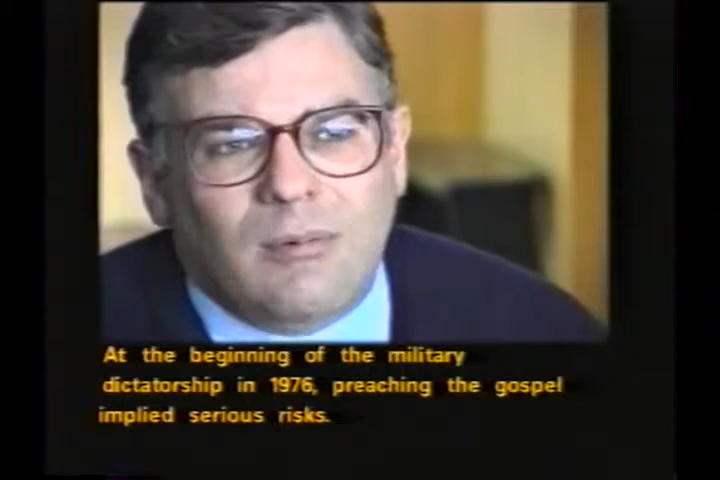 At the beginning of the military
dictatorship in 1976, preaching the gospel
implied serious risks.